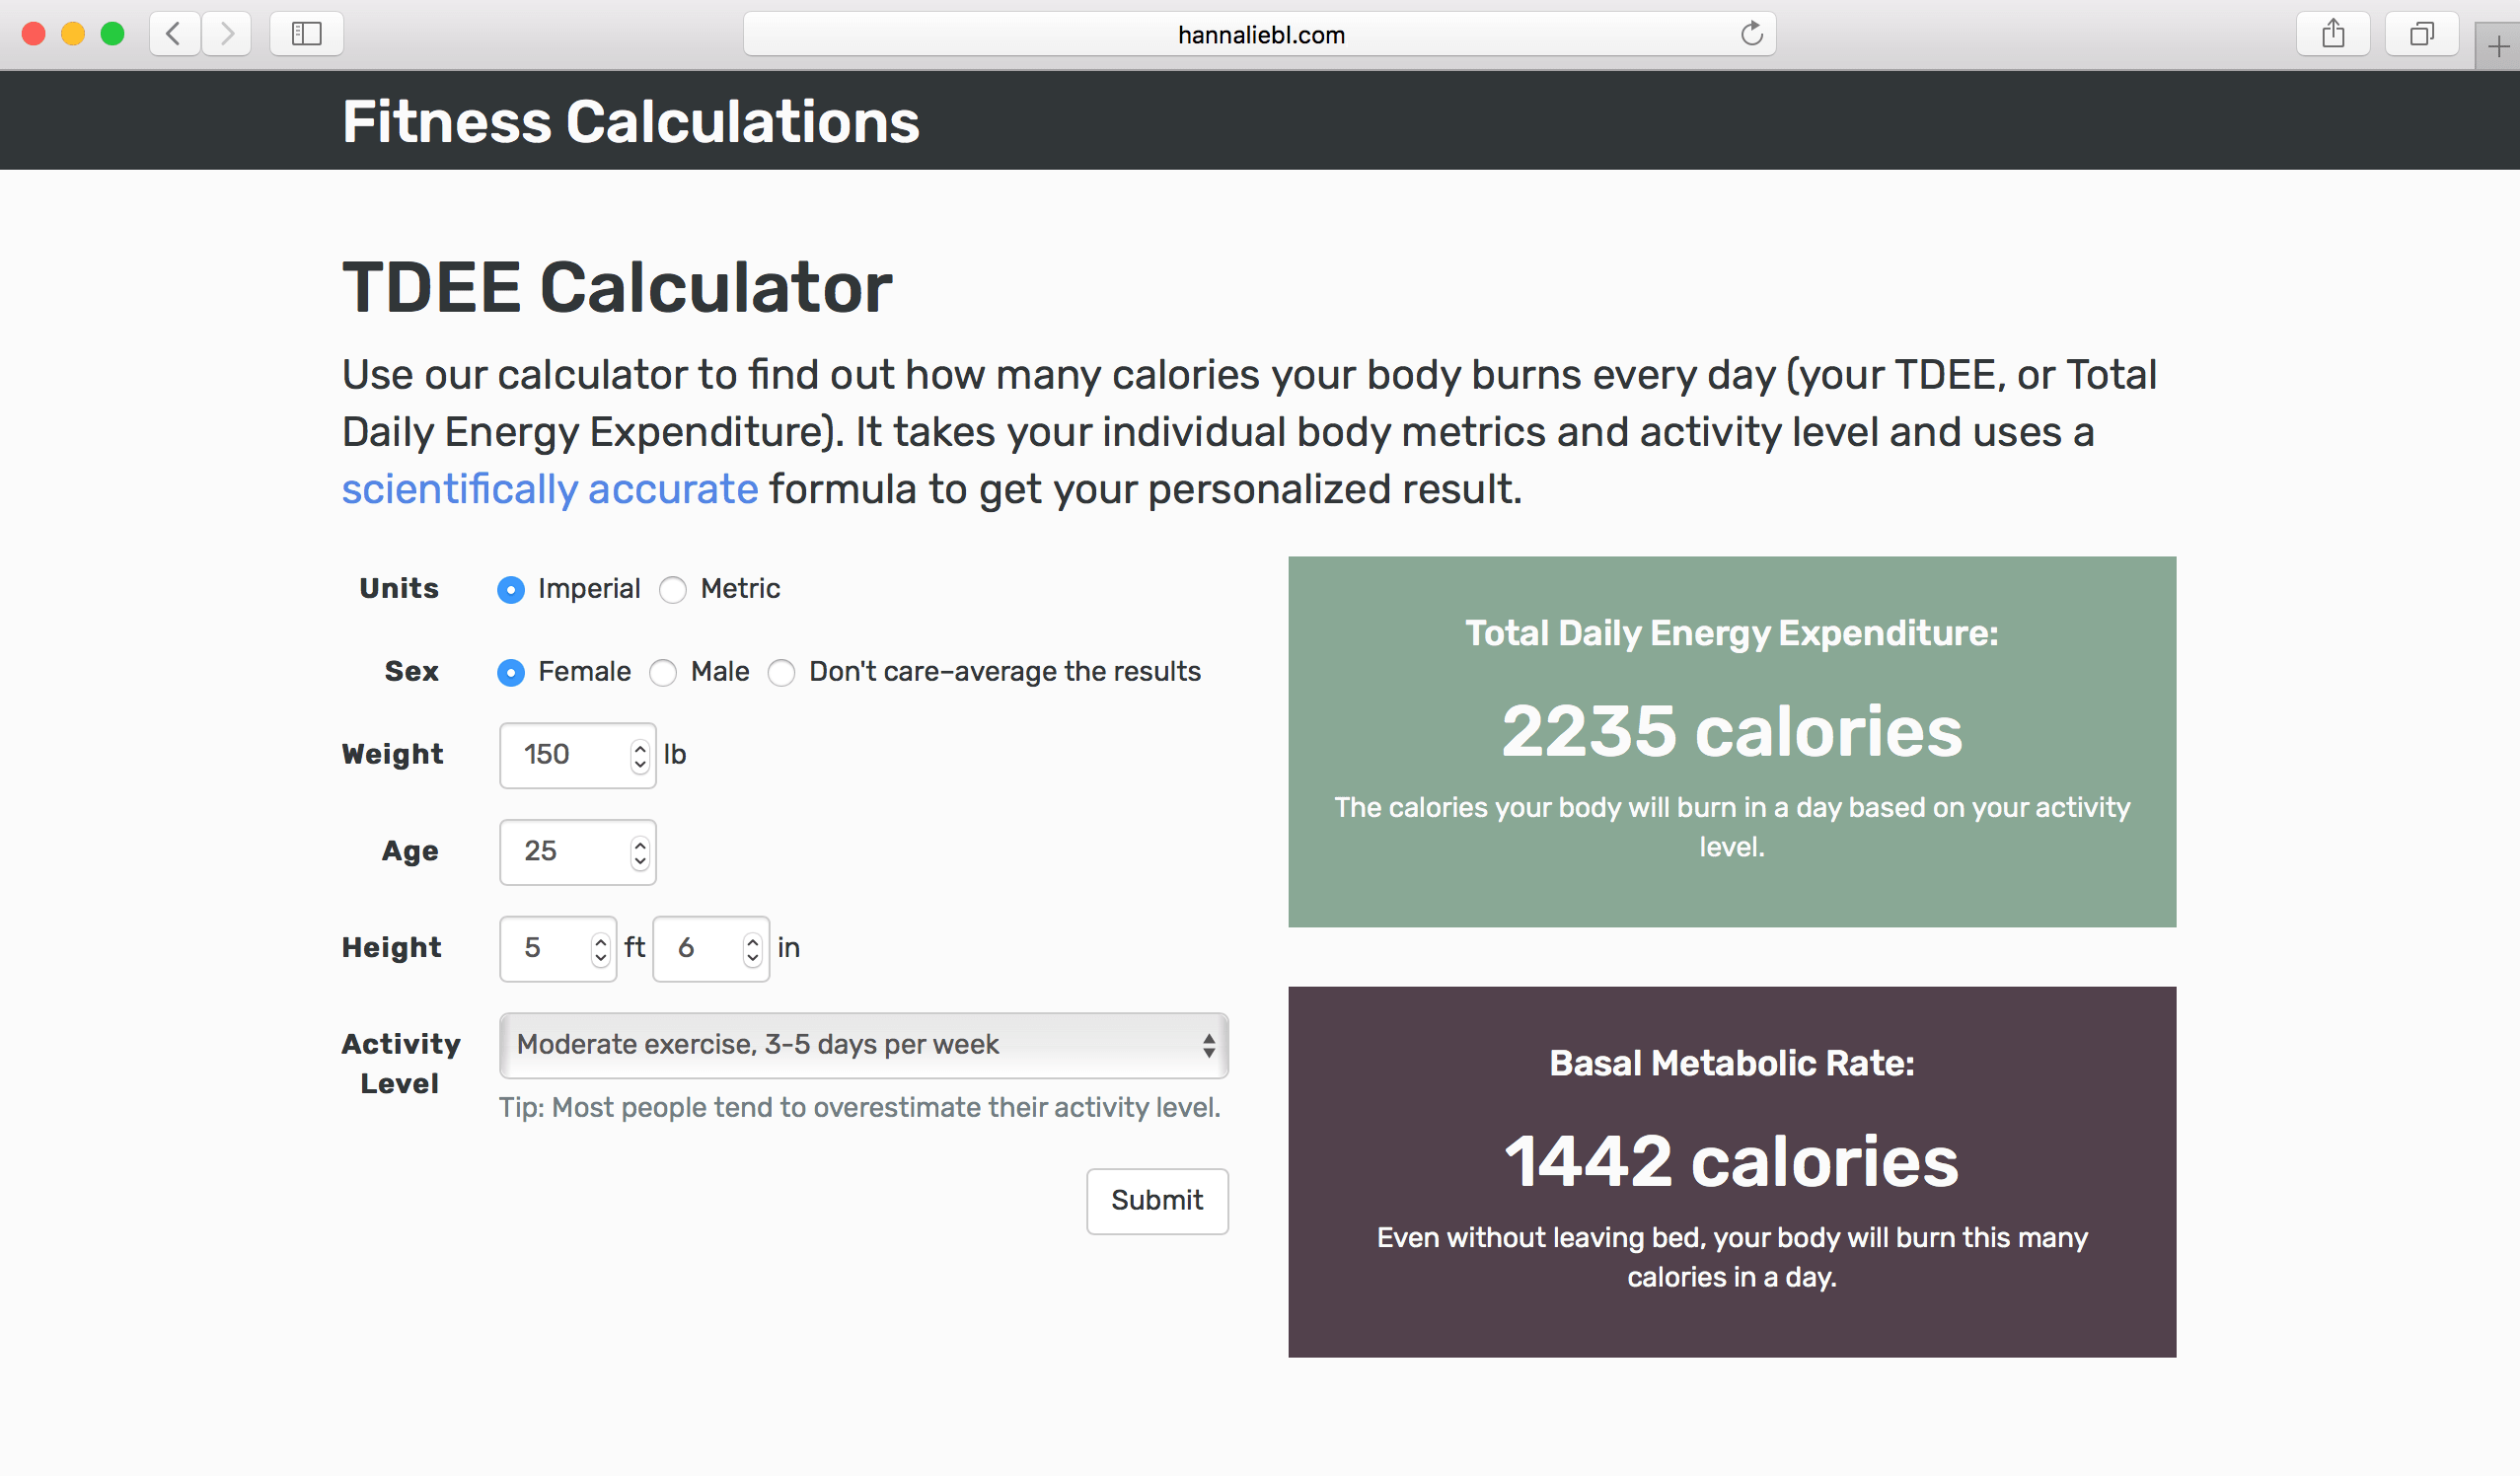 hannaliebl.com
Fitness Calculations
TDEE Calculator
Use our calculator to find out how many calories your body burns every day (your TDEE, or Total
Daily Energy Expenditure). It takes your individual body metrics and activity level and uses a
scientifically accurate formula to get your personalized result.
Units Imperial Metric
Sex Female Male Don't care–average the results
Weight 150 lb
Age 25
Height 5 ft 6 in
Activity Level Moderate exercise, 3-5 days per week
Tip: Most people tend to overestimate their activity level.
Submit
Total Daily Energy Expenditure:
2235 calories
The calories your body will burn in a day based on your activity
level.
Basal Metabolic Rate:
1442 calories
Even without leaving bed, your body will burn this many
calories in a day.